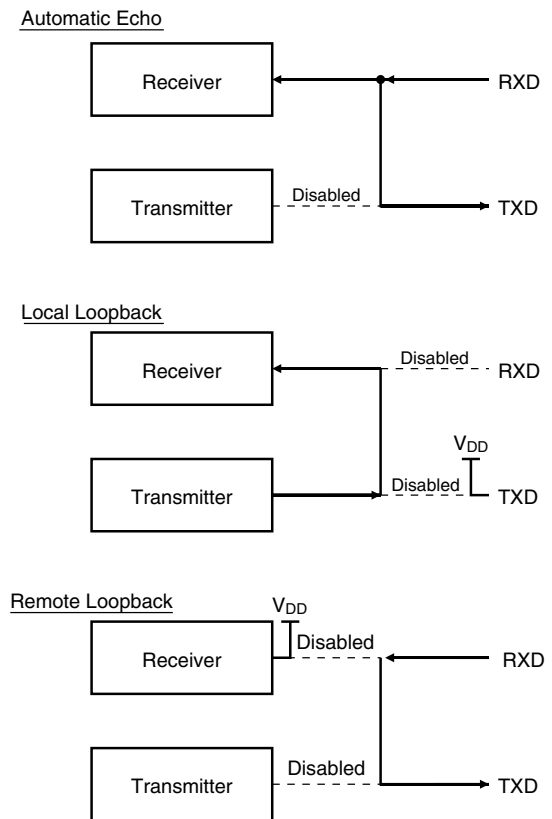 Automatic Echo
Receiver
RXD
Transmitter
Disabled
TXD
Local Loopback
Receiver
Disabled
RXD
VDD
Transmitter
Disabled
TXD
Remote Loopback
VDD
Receiver
Disabled
RXD
Transmitter
Disabled
TXD